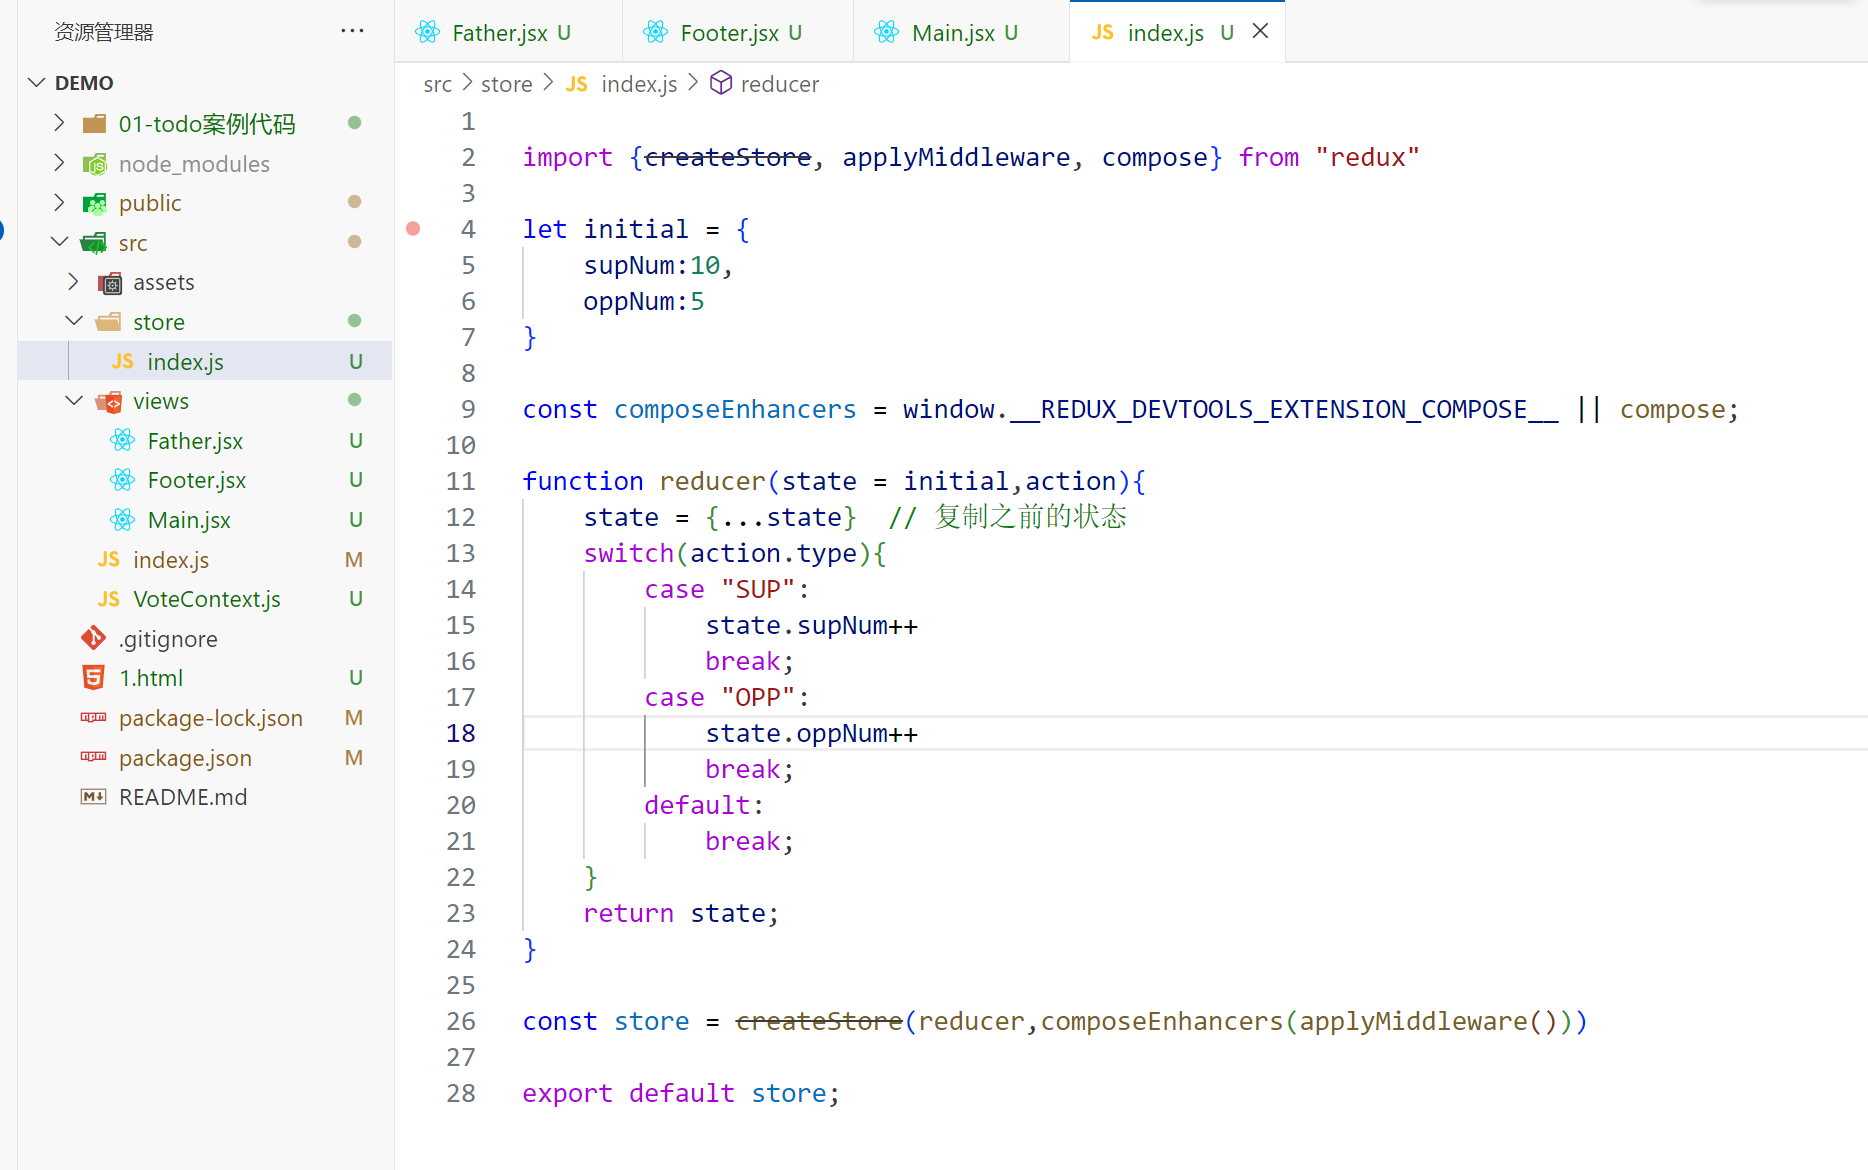 资源管理器 ···
DEMO
01-todo案例代码
node_modules
public
src
assets
store
JS index.js U
views
Father.jsx U
Footer.jsx U
Main.jsx U
JS index.js M
JS VoteContext.js U
.gitignore
1.html U
package-lock.json M
package.json M
README.md
Father.jsx U
Footer.jsx U
Main.jsx U
JS index.js U
src > store > JS index.js > reducer
1
2 import {createStore, applyMiddleware, compose} from "redux"
3
4 let initial = {
5 supNum:10,
6 oppNum:5
7 }
8
9 const composeEnhancers = window.__REDUX_DEVTOOLS_EXTENSION_COMPOSE__ || compose;
10
11 function reducer(state = initial,action){
12 state = {...state} // 复制之前的状态
13 switch(action.type){
14 case "SUP":
15 state.supNum++
16 break;
17 case "OPP":
18 state.oppNum++
19 break;
20 default:
21 break;
22 }
23 return state;
24 }
25
26 const store = createStore(reducer,composeEnhancers(applyMiddleware()))
27
28 export default store;